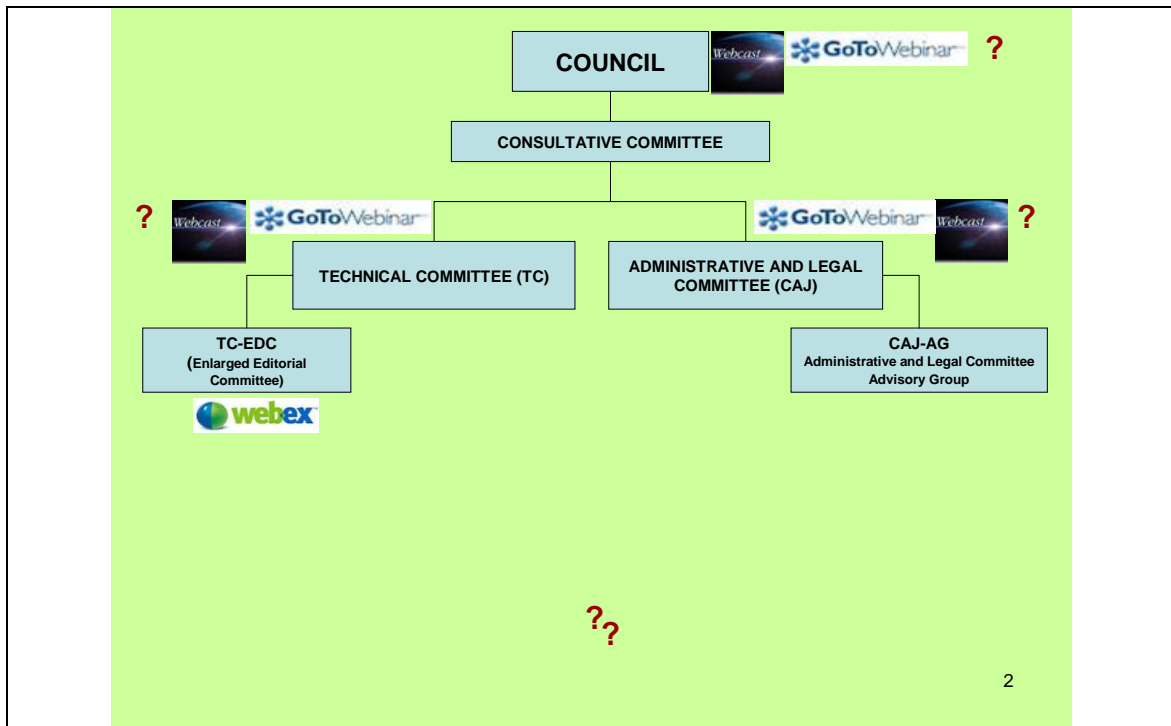 COUNCIL
Webcast
GoToWebinar
?
CONSULTATIVE COMMITTEE
?
Webcast
GoToWebinar
GoToWebinar
Webcast
?
TECHNICAL COMMITTEE (TC)
ADMINISTRATIVE AND LEGAL
COMMITTEE (CAJ)
TC-EDC
(Enlarged Editorial
Committee)
CAJ-AG
Administrative and Legal Committee
Advisory Group
webex
?
?
2